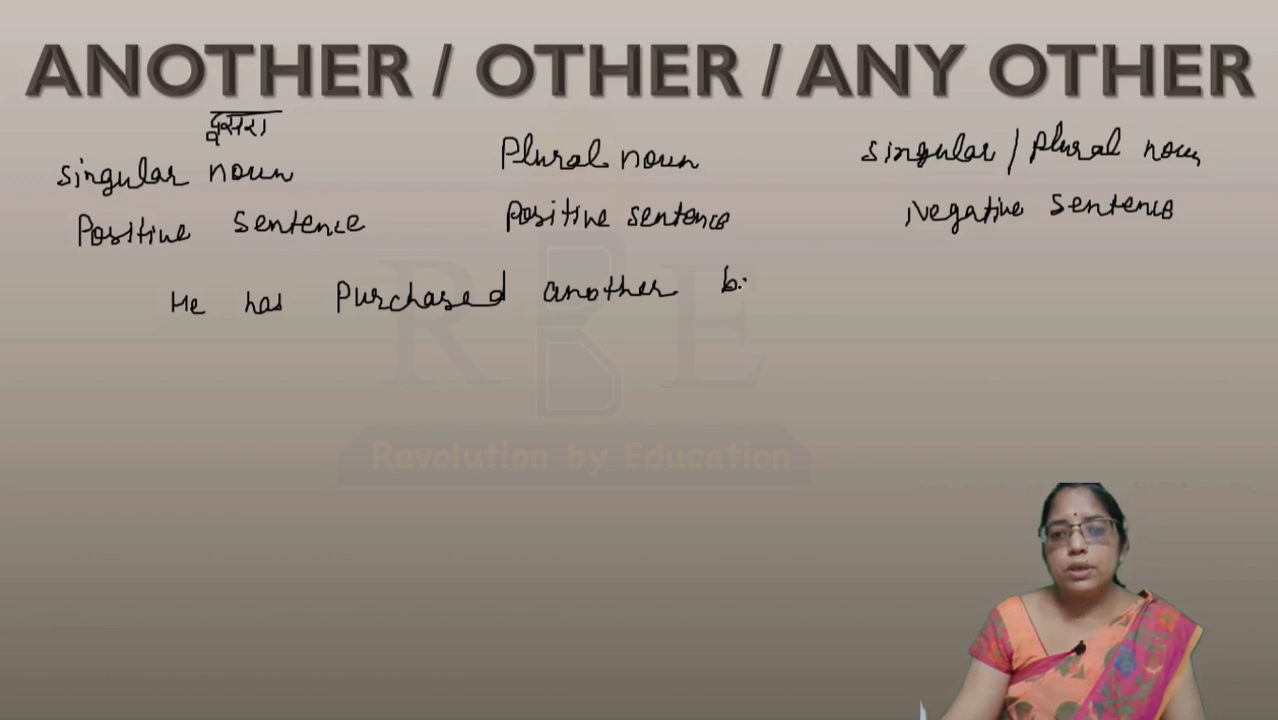 ANOTHER / OTHER / ANY OTHER
दूसरा
singular noun
Plural noun
singular / plural noun
Positive sentence
positive sentence
Negative sentence
He has Purchased another b
RBE
Revolution by Education